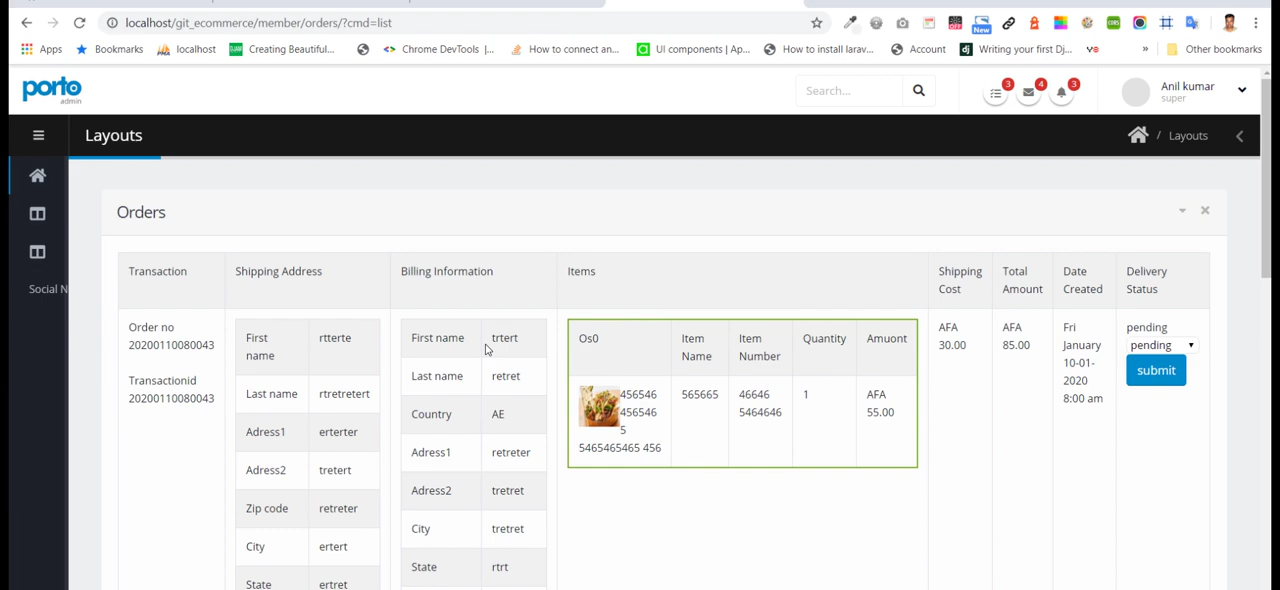 localhost/git_ecommerce/member/orders/?cmd=list
New
Apps
Bookmarks
localhost
Creating Beautiful...
Chrome DevTools |...
How to connect an...
UI components | Ap...
How to install larav...
Account
Writing your first Dj...
»
Other bookmarks
porto
admin
Search...
3
4
3
Anil kumar
super
Layouts
/ Layouts
Social N
Orders
Transaction
Shipping Address
Billing Information
Items
Shipping
Cost
Total
Amount
Date
Created
Delivery
Status
Order no
20200110080043
Transactionid
20200110080043
First
name
rtterte
Last name
rtretretert
Adress1
erterter
Adress2
tretert
Zip code
retreter
City
ertert
State
ertret
First name
trtert
Last name
retret
Country
AE
Adress1
retreter
Adress2
tretret
City
tretret
State
rtrt
Os0
Item
Name
Item
Number
Quantity
Amuont
456546
456546
5
5465465465 456
565665
46646
5464646
1
AFA
55.00
AFA
30.00
AFA
85.00
Fri
January
10-01-
2020
8:00 am
pending
pending
submit